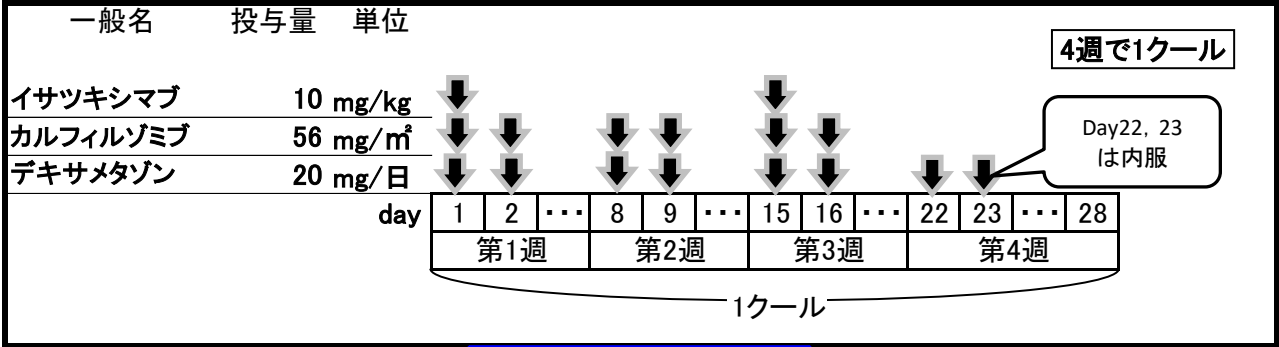 一般名 投与量 単位
4週で1クール
イサツキシマブ 10 mg/kg
カルフィルゾミブ 56 mg/㎡
デキサメタゾン 20 mg/日
Day22, 23
は内服
day 1 2 ・・・ 8 9 ・・・ 15 16 ・・・ 22 23 ・・・ 28
第1週 第2週 第3週 第4週
1クール